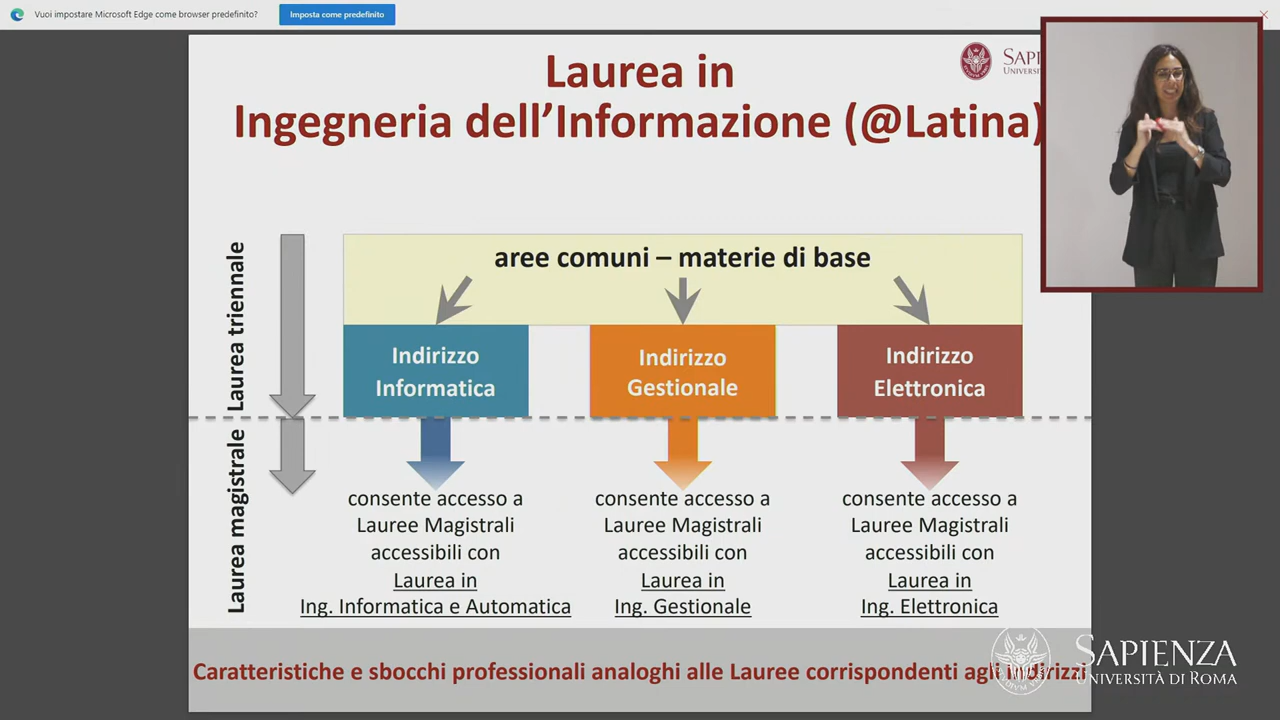 Vuoi impostare Microsoft Edge come browser predefinito?
Imposta come predefinito
Laurea in
Ingegneria dell'Informazione (@Latina)
Laurea triennale
aree comuni – materie di base
Indirizzo
Informatica
Indirizzo
Gestionale
Indirizzo
Elettronica
Laurea magistrale
consente accesso a
Lauree Magistrali
accessibili con
Laurea in
Ing. Informatica e Automatica
consente accesso a
Lauree Magistrali
accessibili con
Laurea in
Ing. Gestionale
consente accesso a
Lauree Magistrali
accessibili con
Laurea in
Ing. Elettronica
Caratteristiche e sbocchi professionali analoghi alle Lauree corrispondenti agli indirizzi
SAPIENZA
UNIVERSITÀ DI ROMA